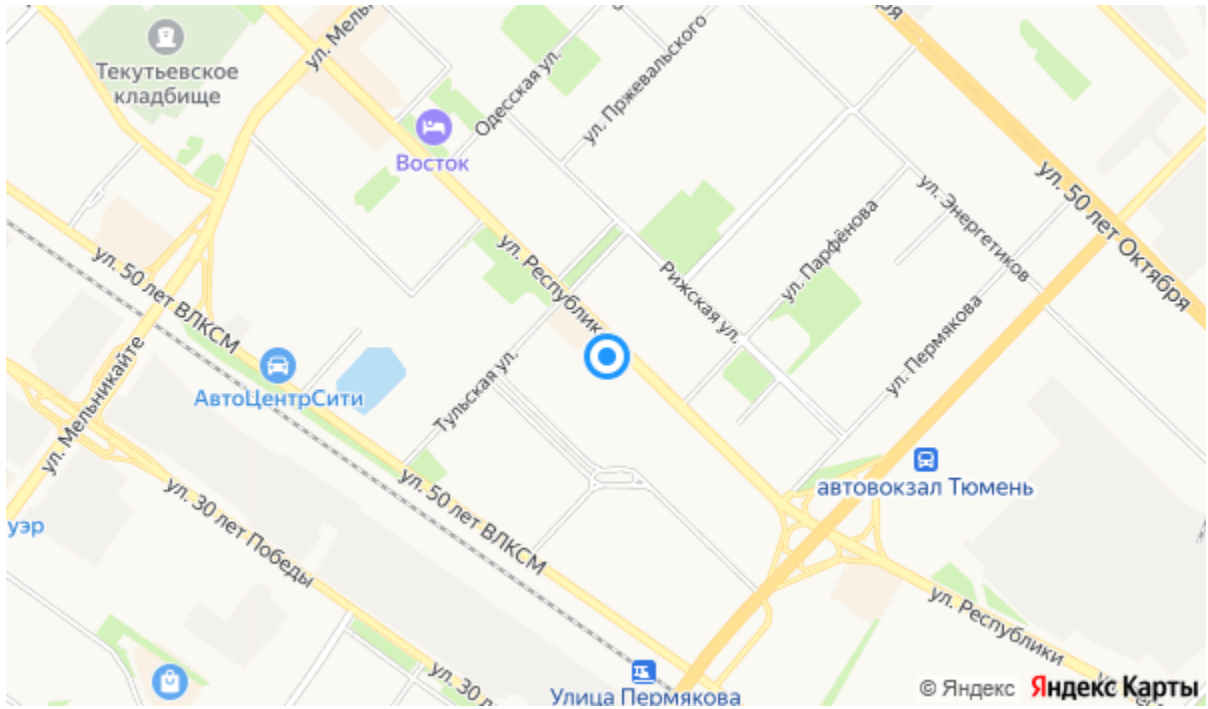 ул. Мель
Текутьевское
кладбище
Одесская ул.
ул. Пржевальского
Восток
ул. 50 лет Октября
ул. Энергетиков
ул. Парфёнова
ул. Республик
Рижская ул.
ул. 50 лет ВЛКСМ
ул. Пермякова
ул. Мельникайте
АвтоЦентрСити
Тульская ул.
автовокзал Тюмень
ул. 50 лет ВЛКСМ
ул. 30 лет Победы
уэр
ул. Республики
ул. 30 л
Улица Пермякова
© Яндекс Яндекс Карты